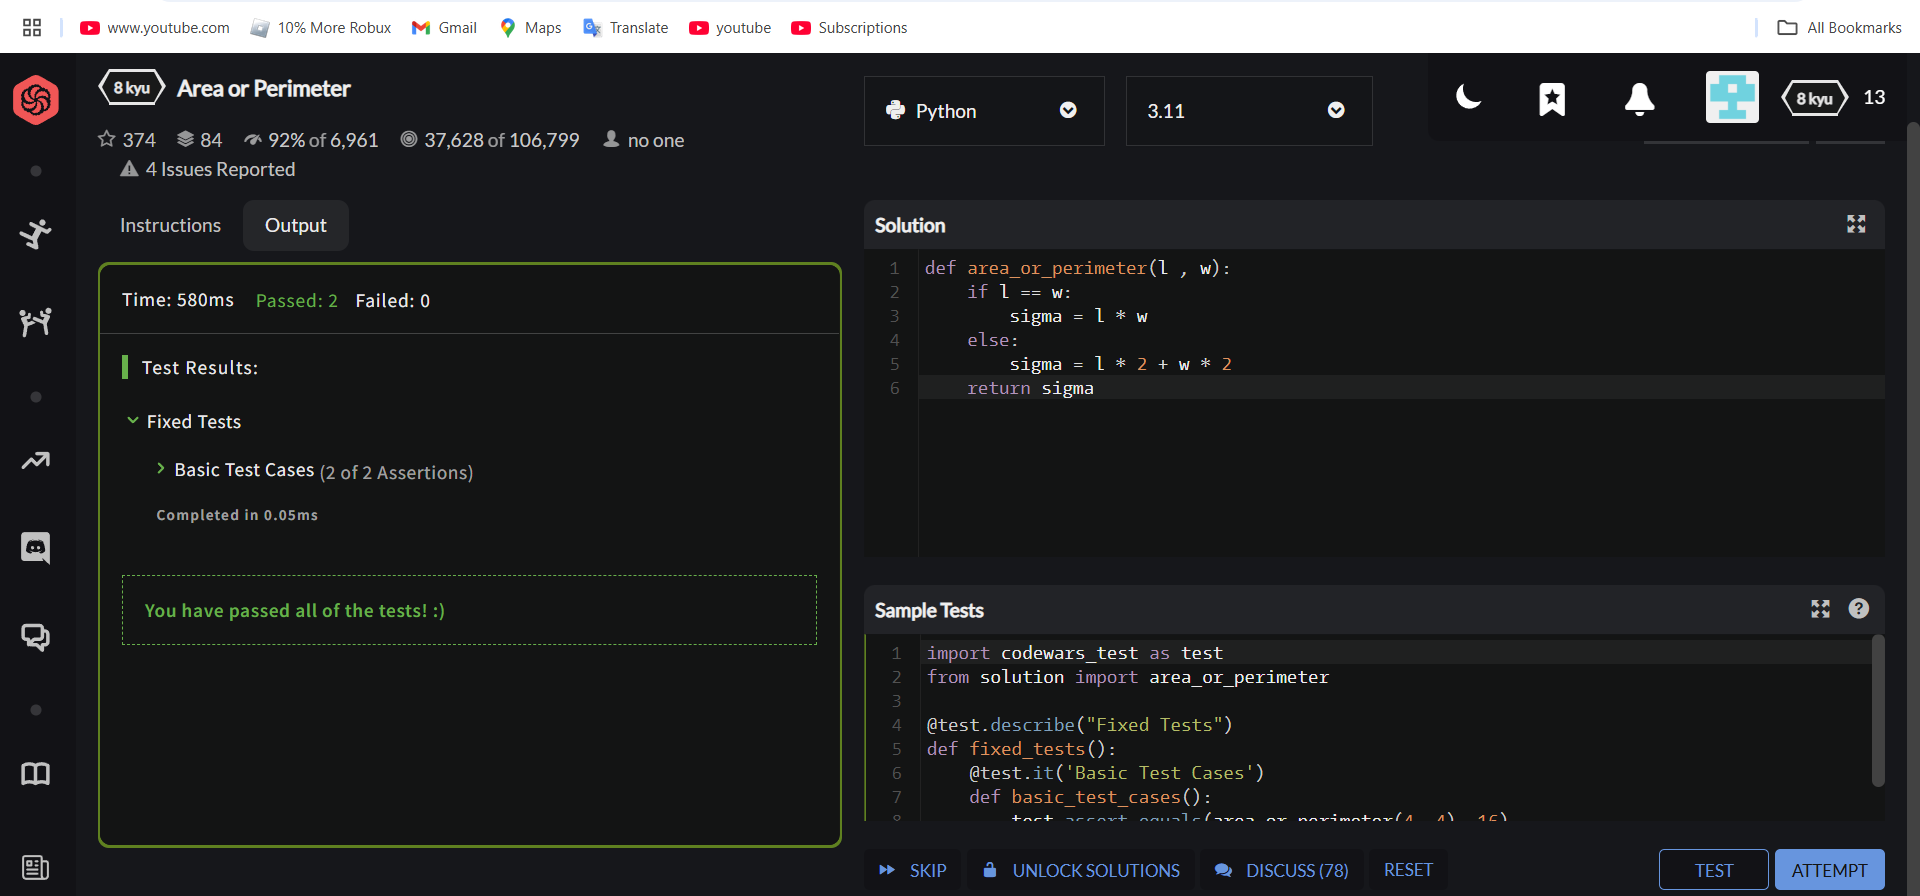 www.youtube.com 10% More Robux Gmail Maps Translate youtube Subscriptions All Bookmarks
8 kyu Area or Perimeter
374 84 92% of 6,961 37,628 of 106,799 no one
4 Issues Reported
Python 3.11
8 kyu 13
Instructions Output
Time: 580ms Passed: 2 Failed: 0
Test Results:
Fixed Tests
Basic Test Cases (2 of 2 Assertions)
Completed in 0.05ms
You have passed all of the tests! :)
Solution
1 def area_or_perimeter(l , w):
2 if l == w:
3 sigma = l * w
4 else:
5 sigma = l * 2 + w * 2
6 return sigma
Sample Tests
1 import codewars_test as test
2 from solution import area_or_perimeter
3
4 @test.describe("Fixed Tests")
5 def fixed_tests():
6 @test.it('Basic Test Cases')
7 def basic_test_cases():
8 test.assert_equals(area_or_perimeter(4, 4), 16)
SKIP UNLOCK SOLUTIONS DISCUSS (78) RESET TEST ATTEMPT